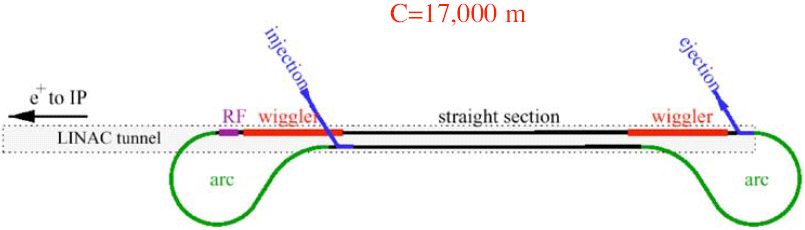 C=17,000 m
injection
ejection
e+ to IP
RF
wiggler
straight section
wiggler
LINAC tunnel
arc
arc